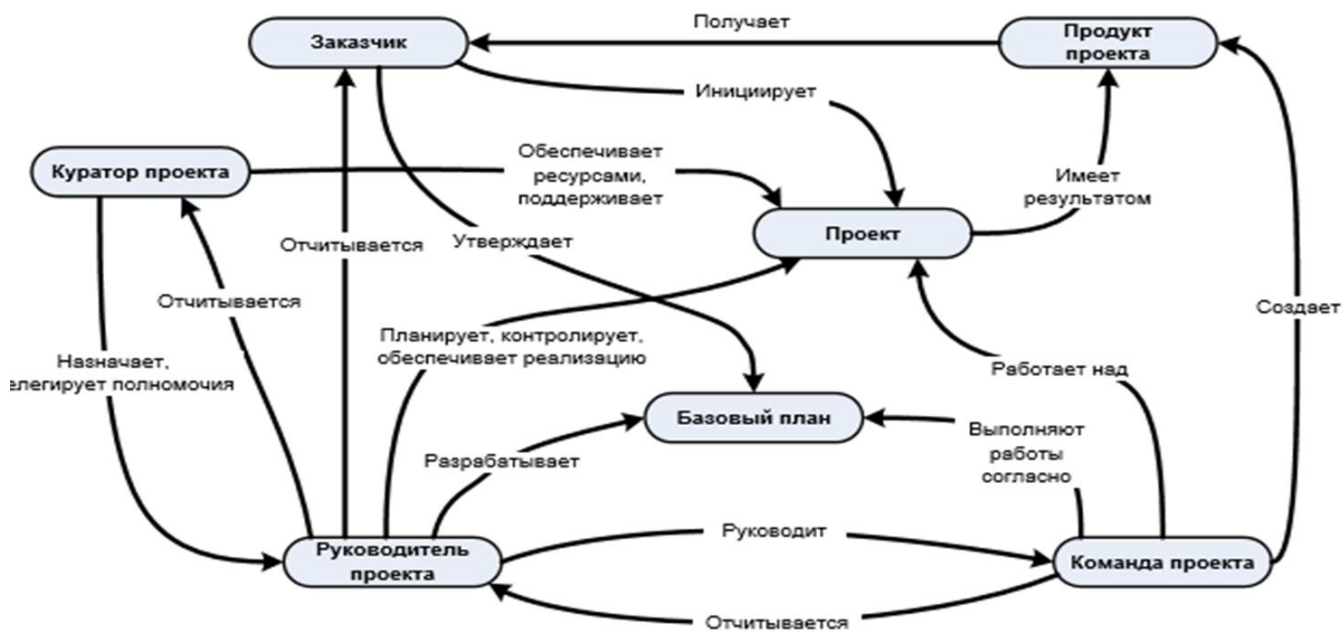 Получает
Заказчик
Продукт
проекта
Инициирует
Куратор проекта
Обеспечивает
ресурсами,
поддерживает
Имеет
результатом
Проект
Отчитывается
Утверждает
Отчитывается
Создает
Планирует, контролирует,
обеспечивает реализацию
Назначает,
елегирует полномочия
Работает над
Базовый план
Выполняют
работы
согласно
Разрабатывает
Руководит
Руководитель
проекта
Команда проекта
Отчитывается